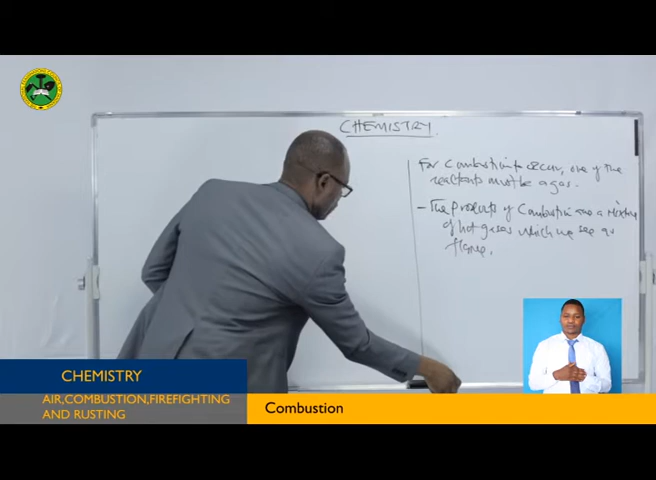 CHEMISTRY
For Combustion to occur, one of the
reactants must be a gas.
- The products of Combustion are a mixture
of hot gases which we see as
flame.
CHEMISTRY
AIR,COMBUSTION,FIREFIGHTING
AND RUSTING
Combustion